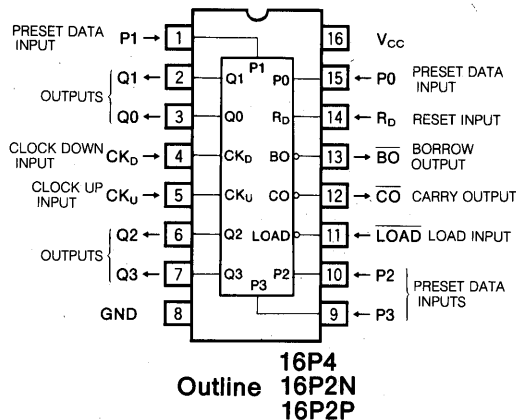 PRESET DATA INPUT P1 → 1
Q1 ← 2
OUTPUTS
Q0 ← 3
CLOCK DOWN INPUT CKD → 4
CLOCK UP INPUT CKU → 5
Q2 ← 6
OUTPUTS
Q3 ← 7
GND 8
P1
Q1
Q0
CKD
CKU
Q2
Q3
P3
P0
RD
BO
CO
LOAD
P2
16 VCC
15 ← P0 PRESET DATA INPUT
14 ← RD RESET INPUT
13 → B̅O̅ BORROW OUTPUT
12 → C̅O̅ CARRY OUTPUT
11 ← L̅O̅A̅D̅ LOAD INPUT
10 ← P2
PRESET DATA INPUTS
9 ← P3
16P4
Outline 16P2N
16P2P